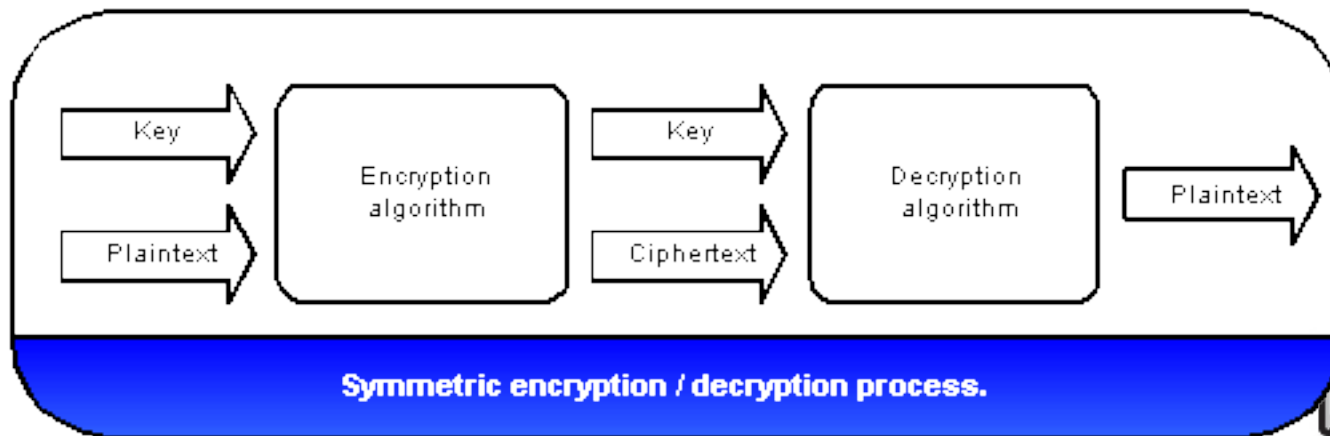 Key
Plaintext
Encryption
algorithm
Key
Ciphertext
Decryption
algorithm
Plaintext
Symmetric encryption / decryption process.